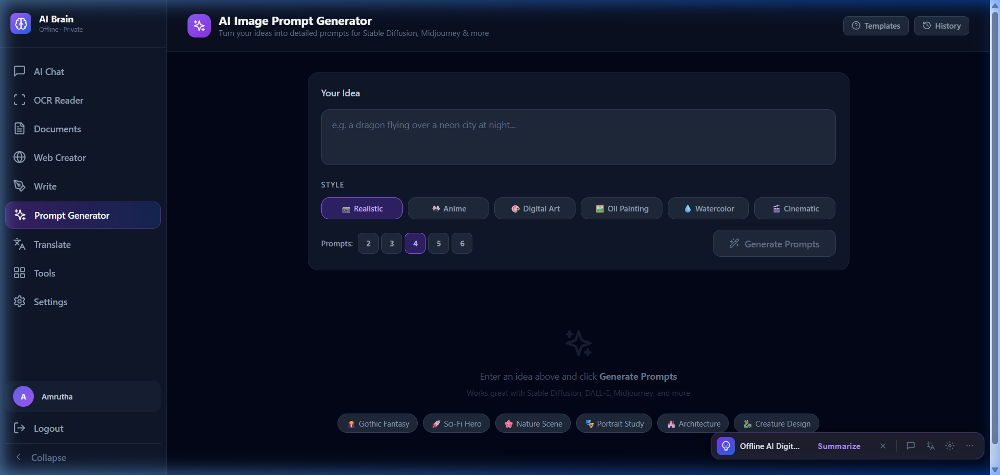 AI Brain
Offline · Private
AI Chat
OCR Reader
Documents
Web Creator
Write
Prompt Generator
Translate
Tools
Settings
A
Amrutha
Logout
Collapse
AI Image Prompt Generator
Turn your ideas into detailed prompts for Stable Diffusion, Midjourney & more
Templates
History
Your Idea
e.g. a dragon flying over a neon city at night...
STYLE
Realistic
Anime
Digital Art
Oil Painting
Watercolor
Cinematic
Prompts: 2 3 4 5 6
Generate Prompts
Enter an idea above and click Generate Prompts
Works great with Stable Diffusion, DALL-E, Midjourney, and more
Gothic Fantasy
Sci-Fi Hero
Nature Scene
Portrait Study
Architecture
Creature Design
Offline AI Digit...
Summarize